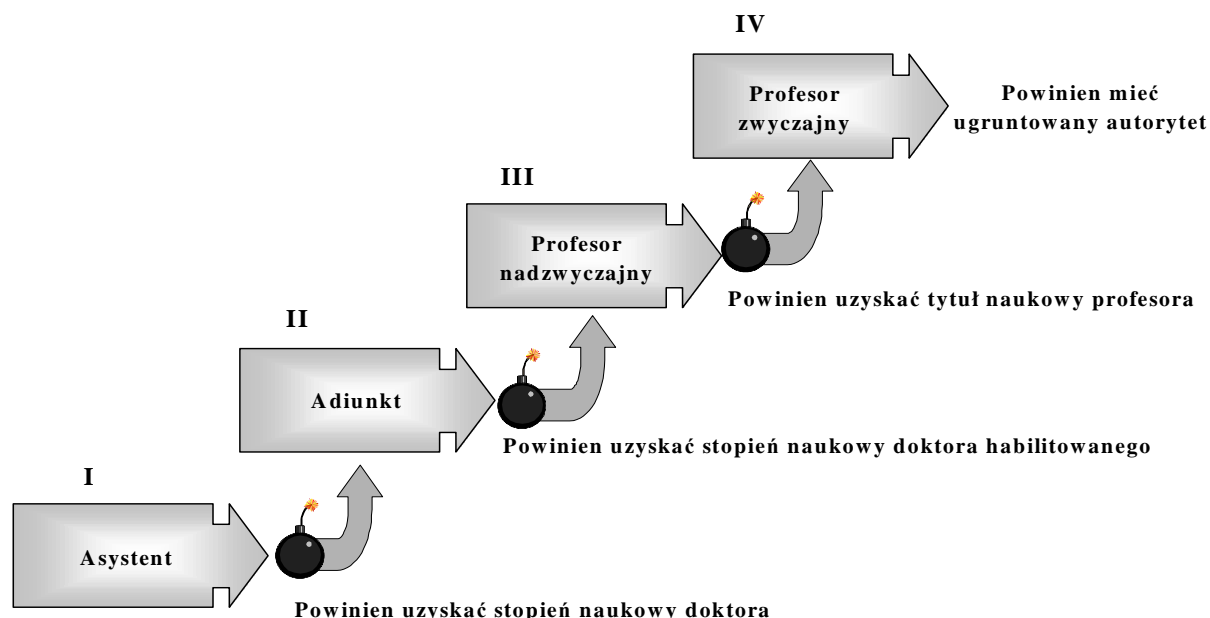 IV
Profesor
zwyczajny
Powinien mieć
ugruntowany autorytet
III
Profesor
nadzwyczajny
Powinien uzyskać tytuł naukowy profesora
II
Adiunkt
Powinien uzyskać stopień naukowy doktora habilitowanego
I
Asystent
Powinien uzyskać stopień naukowy doktora